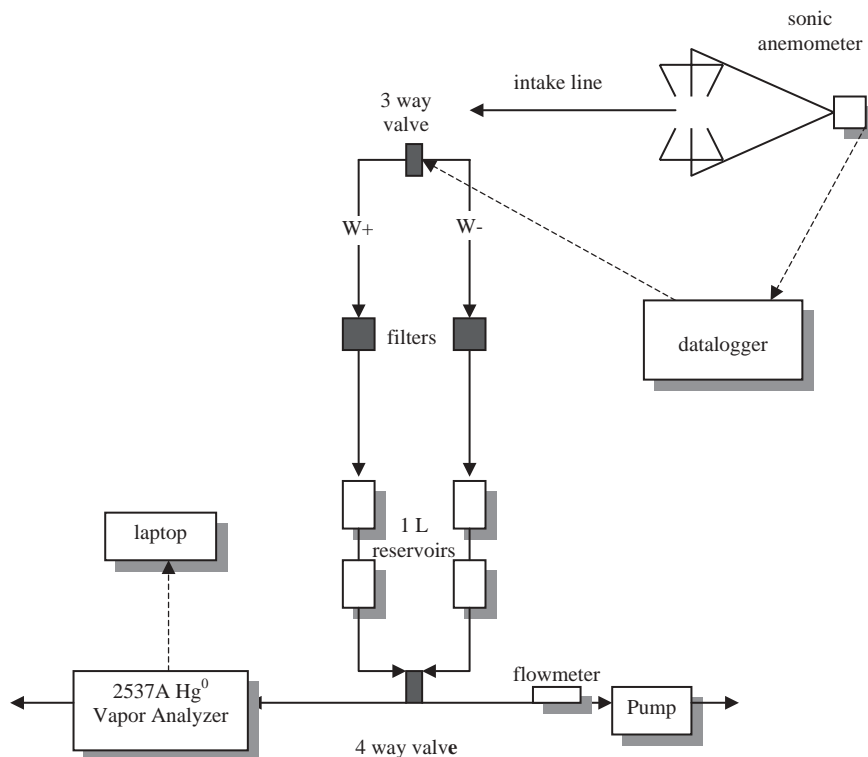 sonic
anemometer
intake line
3 way
valve
W+
W-
filters
datalogger
1 L
reservoirs
laptop
flowmeter
2537A Hg⁰
Vapor Analyzer
Pump
4 way valve